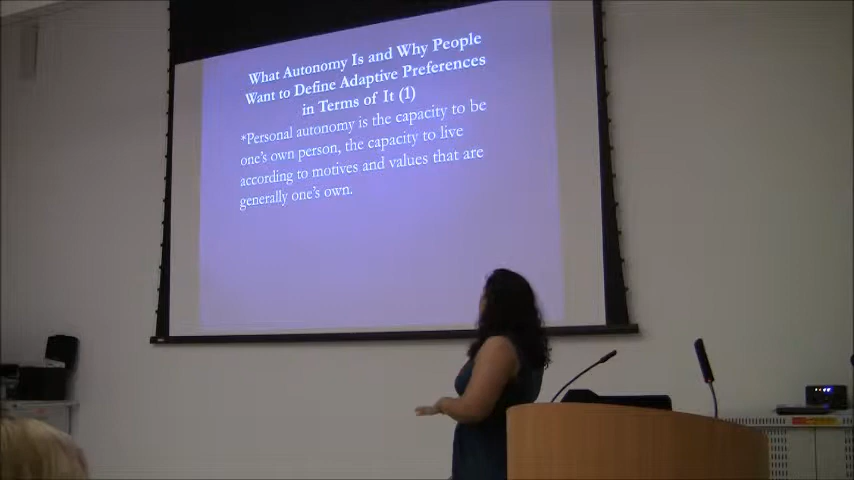 What Autonomy Is and Why People
Want to Define Adaptive Preferences
in Terms of It (1)
*Personal autonomy is the capacity to be
one's own person, the capacity to live
according to motives and values that are
generally one's own.